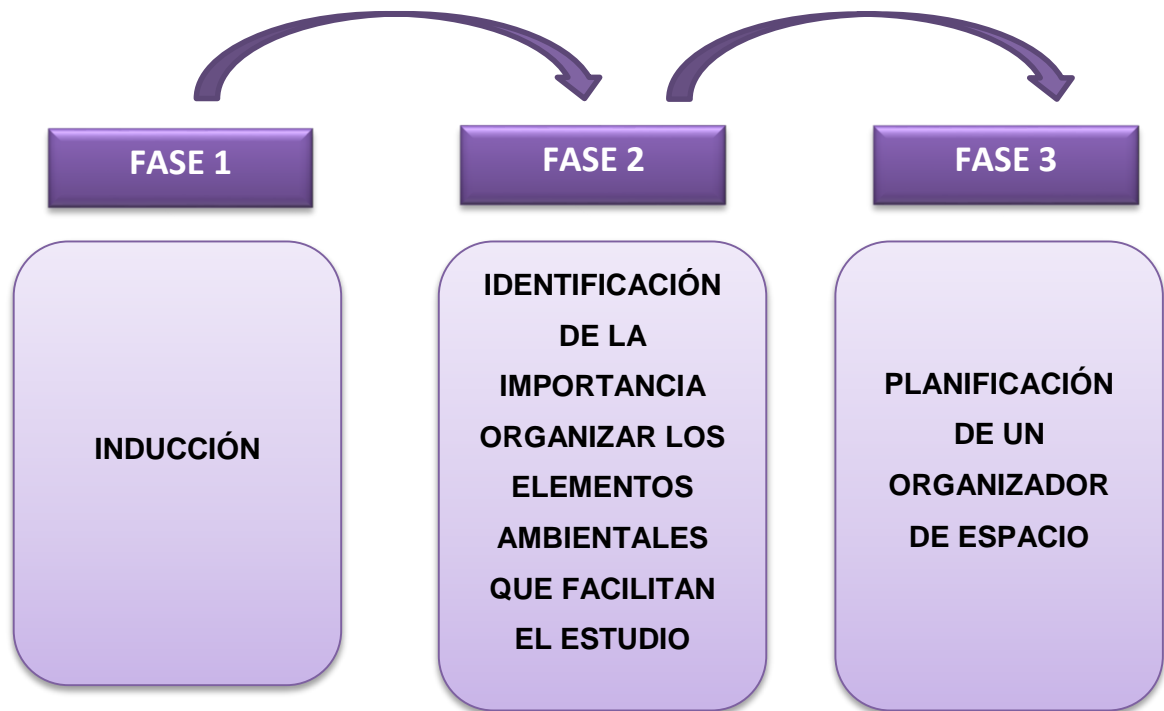 FASE 1
INDUCCIÓN
FASE 2
IDENTIFICACIÓN
DE LA
IMPORTANCIA
ORGANIZAR LOS
ELEMENTOS
AMBIENTALES
QUE FACILITAN
EL ESTUDIO
FASE 3
PLANIFICACIÓN
DE UN
ORGANIZADOR
DE ESPACIO